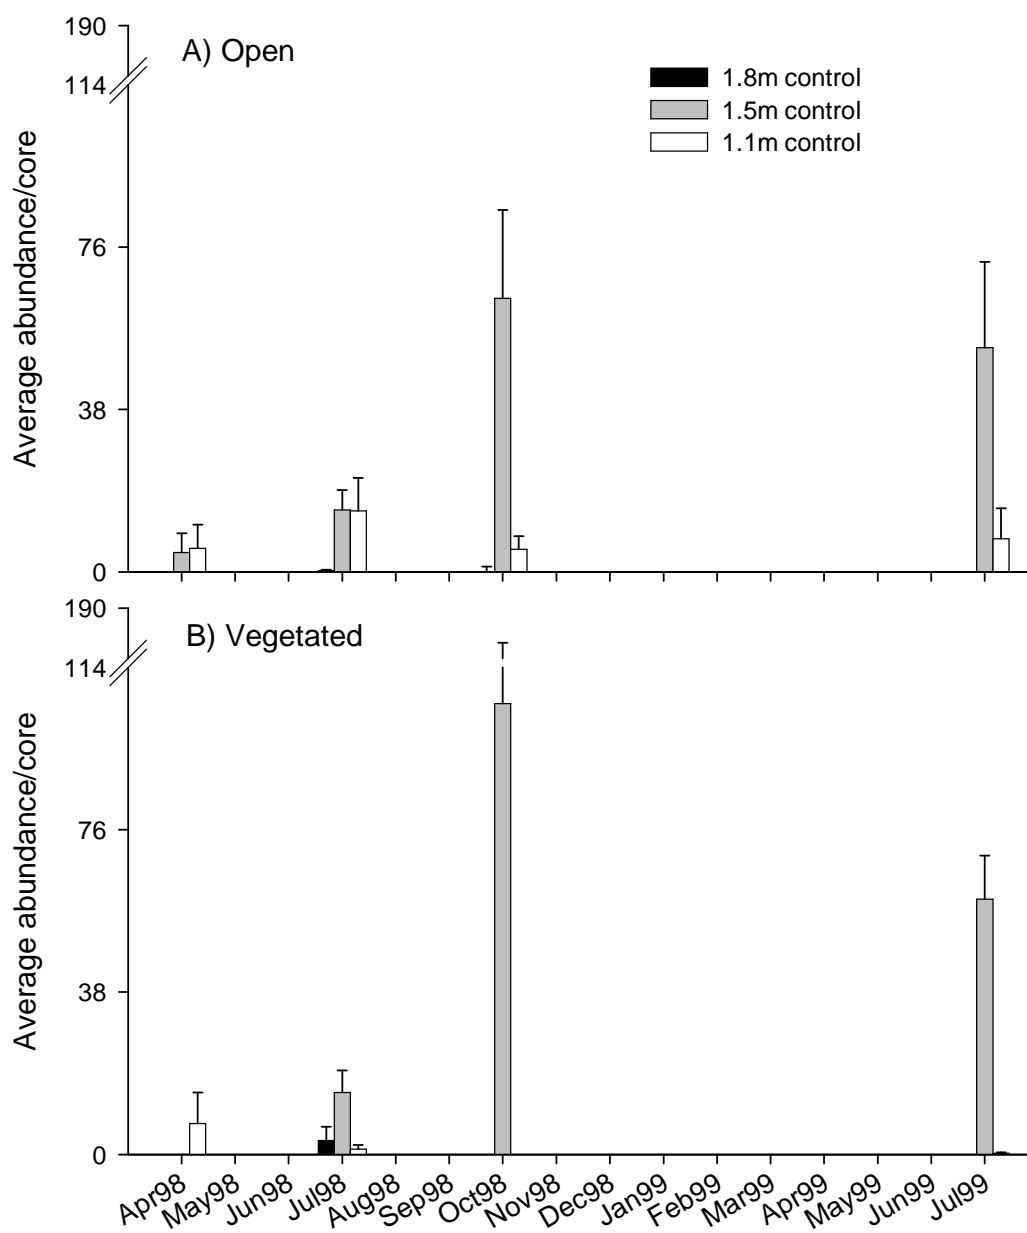 190
A) Open
114
1.8m control
1.5m control
1.1m control
Average abundance/core
76
38
0
190
B) Vegetated
114
Average abundance/core
76
38
0
Apr98 May98 Jun98 Jul98 Aug98 Sep98 Oct98 Nov98 Dec98 Jan99 Feb99 Mar99 Apr99 May99 Jun99 Jul99